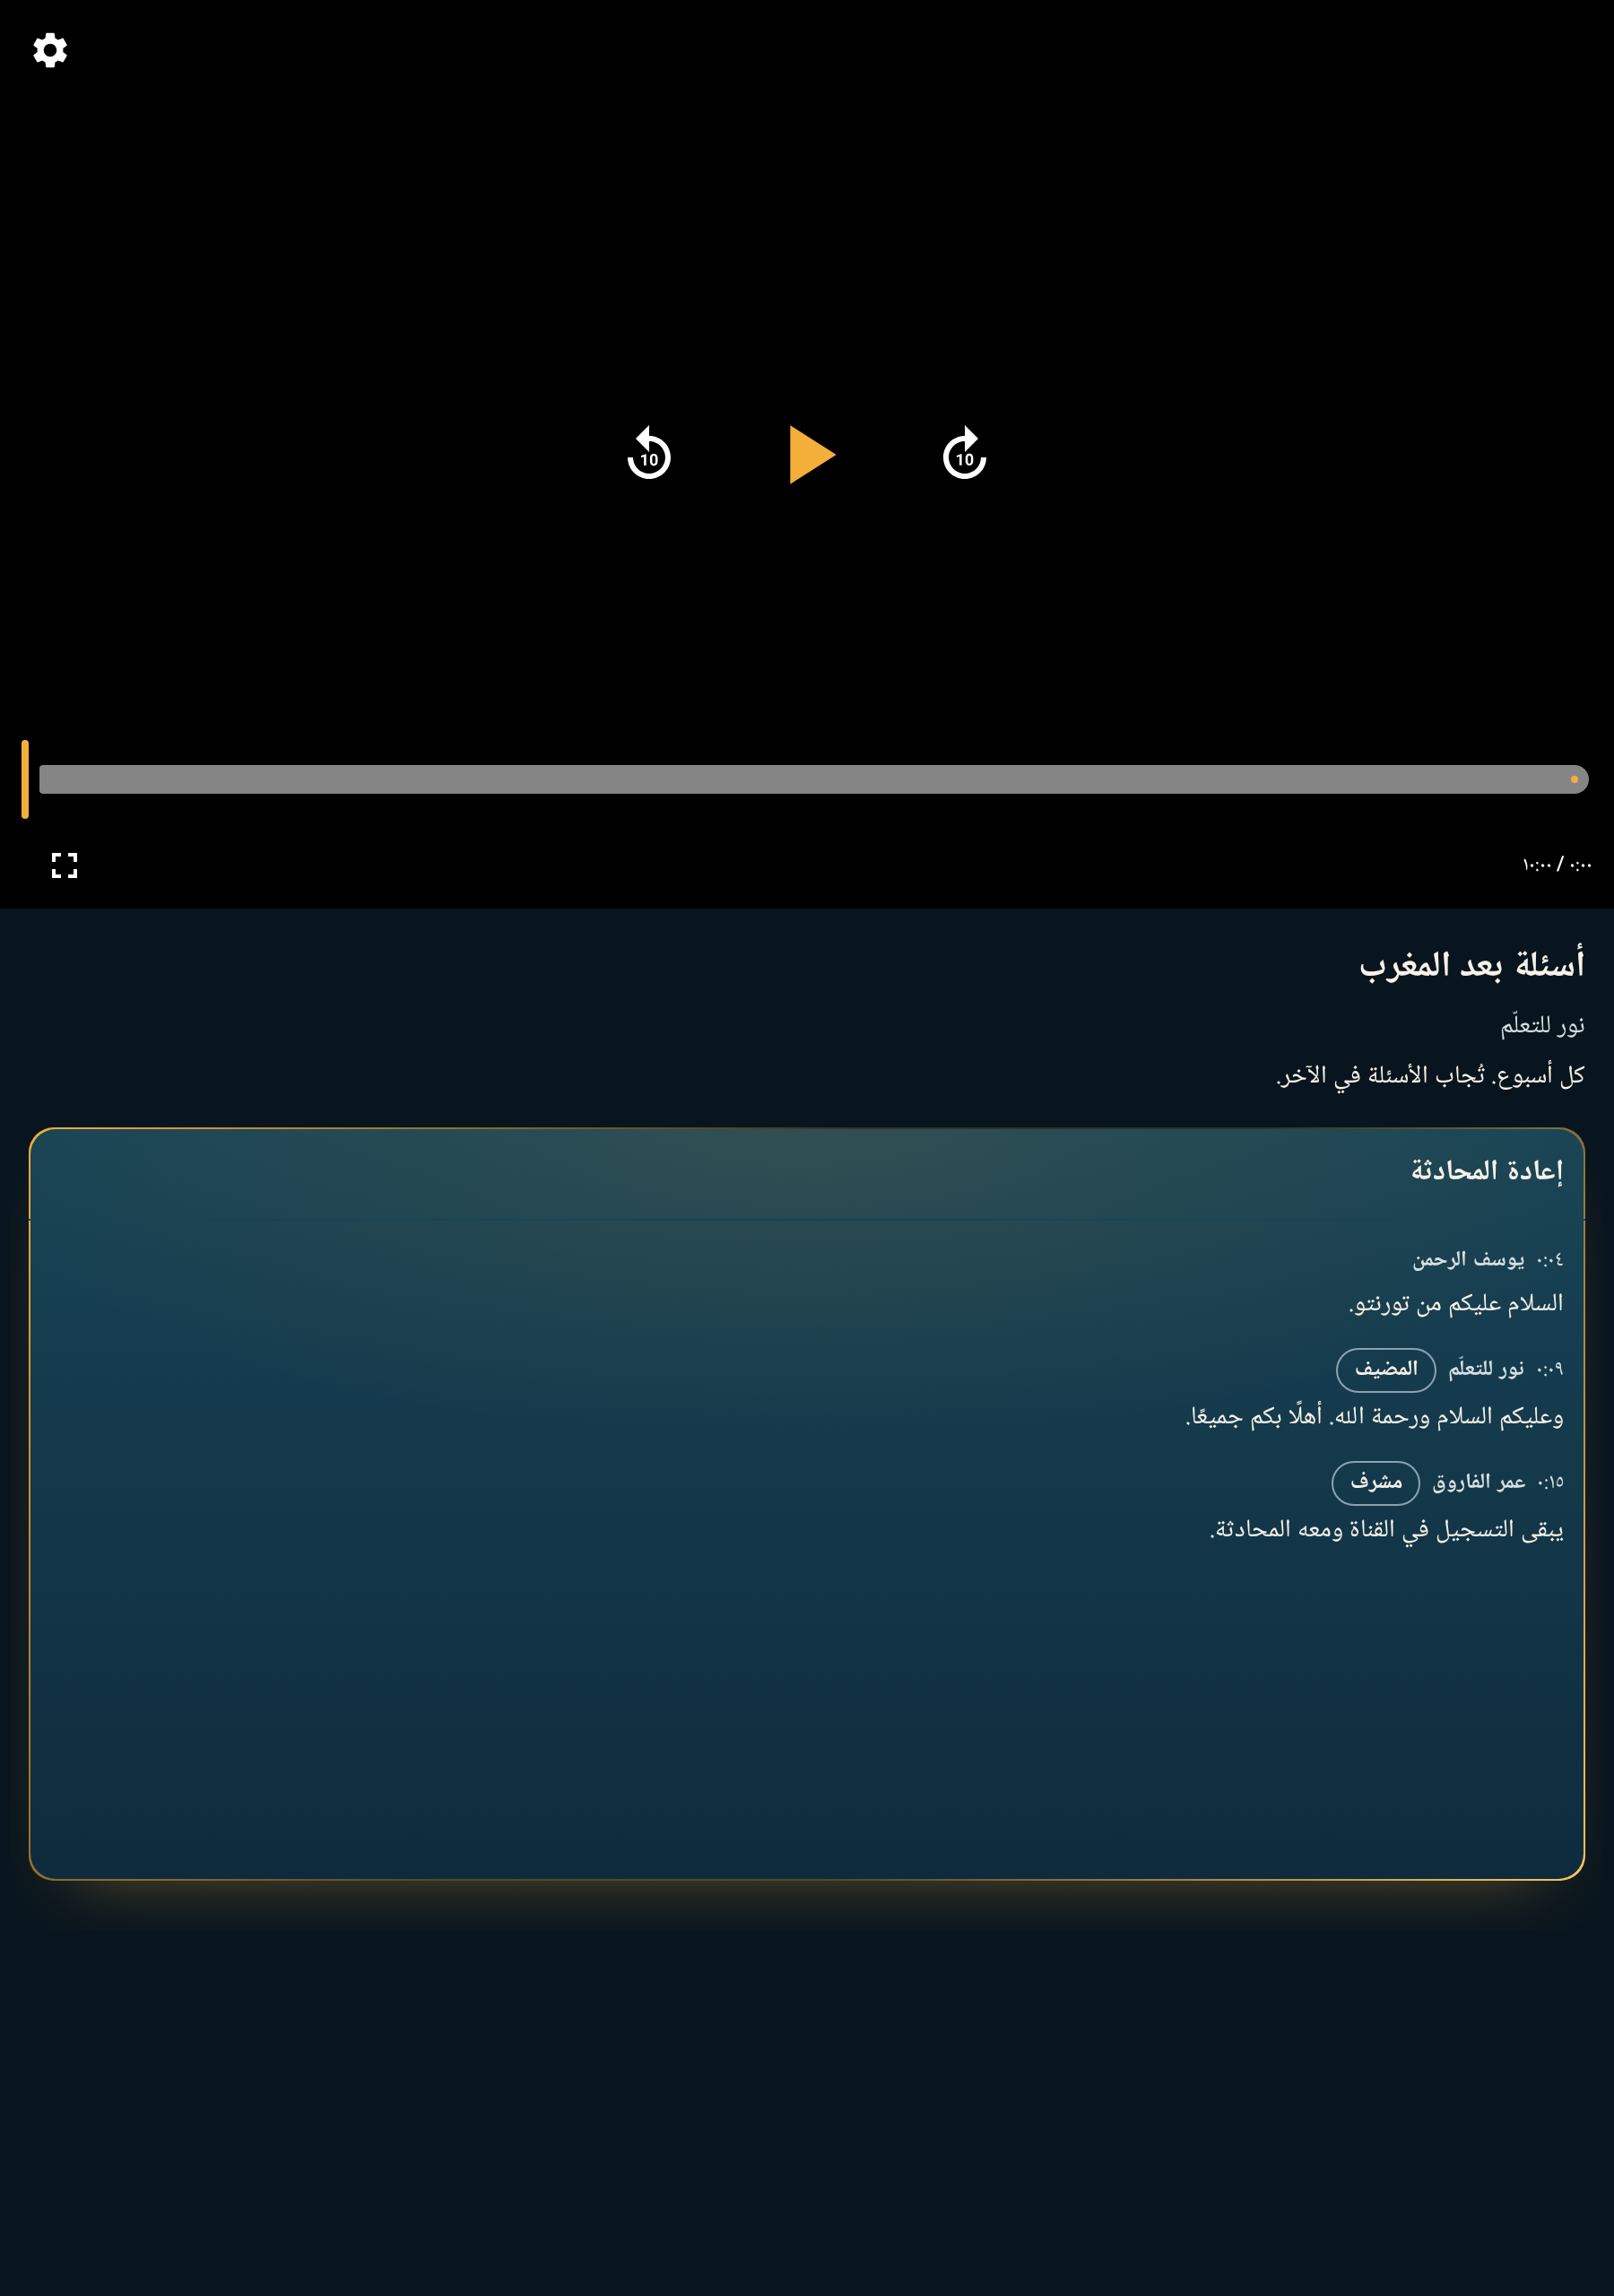 10
10
٠:٠٠ / ١٠:٠٠
أسئلة بعد المغرب
نور للتعلّم
كل أسبوع. تُجاب الأسئلة في الآخر.
إعادة المحادثة
٠:٠٤ يوسف الرحمن
السلام عليكم من تورنتو.
٠:٠٩ نور للتعلّم المضيف
وعليكم السلام ورحمة الله. أهلًا بكم جميعًا.
٠:١٥ عمر الفاروق مشرف
يبقى التسجيل في القناة ومعه المحادثة.